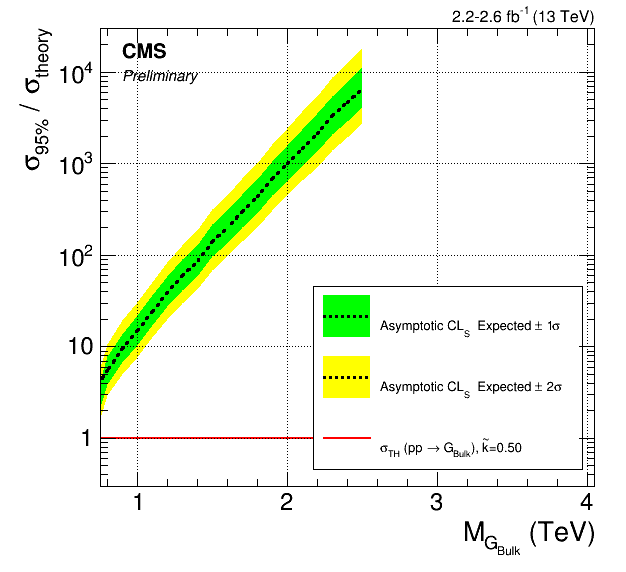 2.2-2.6 fb⁻¹ (13 TeV)
CMS
Preliminary
σ95% / σtheory
10⁴
10³
10²
10
1
Asymptotic CLS Expected ± 1σ
Asymptotic CLS Expected ± 2σ
σTH (pp → GBulk), k̃=0.50
1 2 3 4
MGBulk (TeV)